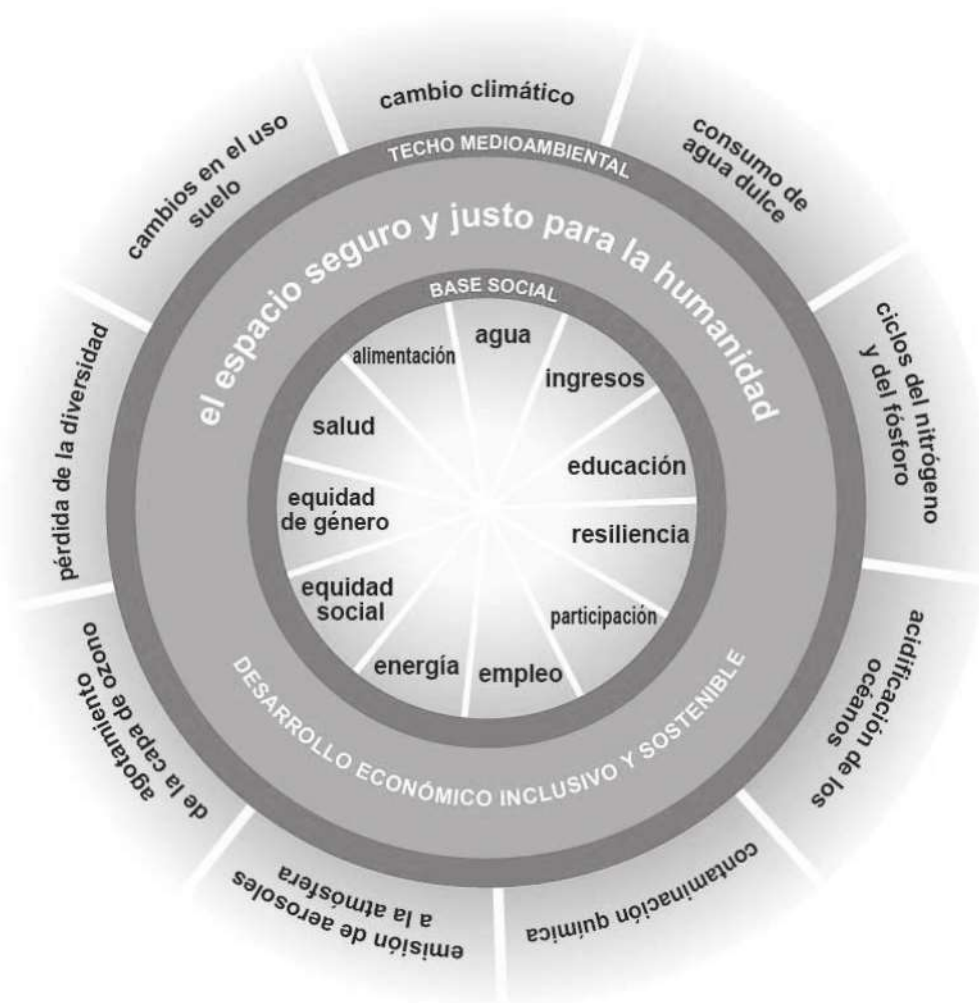 cambio climático
consumo de
agua dulce
ciclos del nitrógeno
y del fósforo
acidificación de los
océanos
contaminación química
emisión de aerosoles
a la atmósfera
agotamiento
de la capa de ozono
pérdida de la diversidad
cambios en el uso
suelo
TECHO MEDIOAMBIENTAL
el espacio seguro y justo para la humanidad
BASE SOCIAL
agua
ingresos
educación
resiliencia
participación
empleo
energía
equidad
social
equidad
de género
salud
alimentación
DESARROLLO ECONÓMICO INCLUSIVO Y SOSTENIBLE